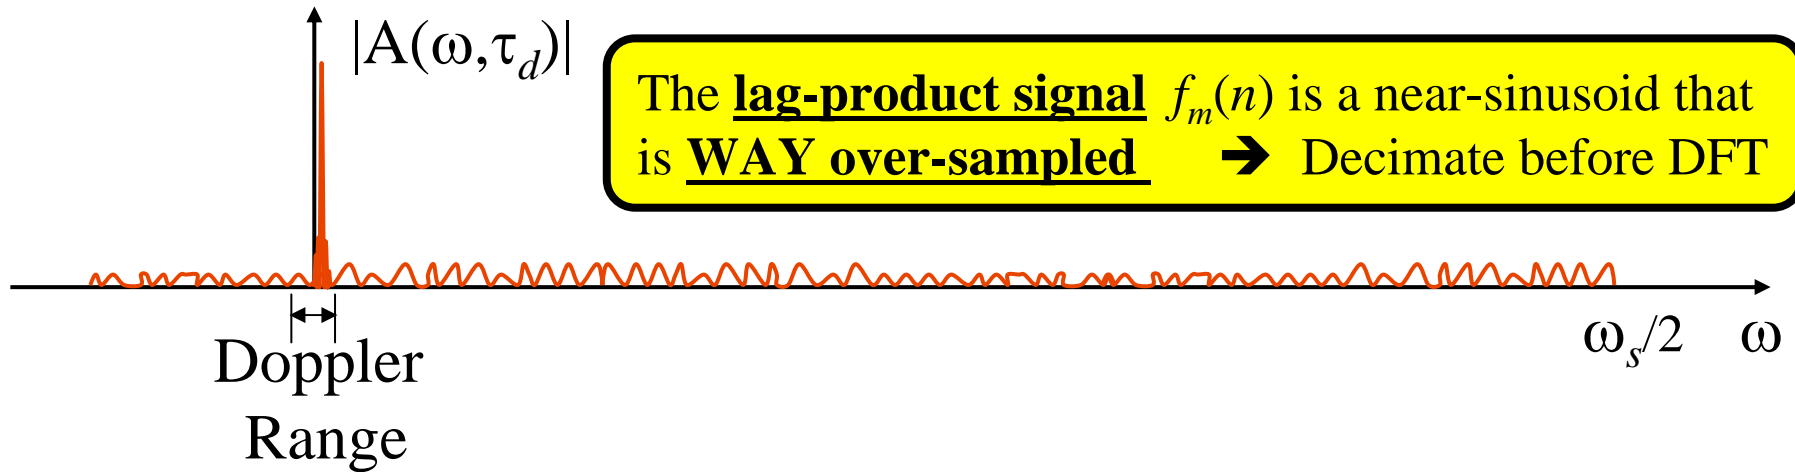 |A(ω,τ_d)|
The lag-product signal f_m(n) is a near-sinusoid that
is WAY over-sampled ➔ Decimate before DFT
ω_s/2 ω
Doppler
Range